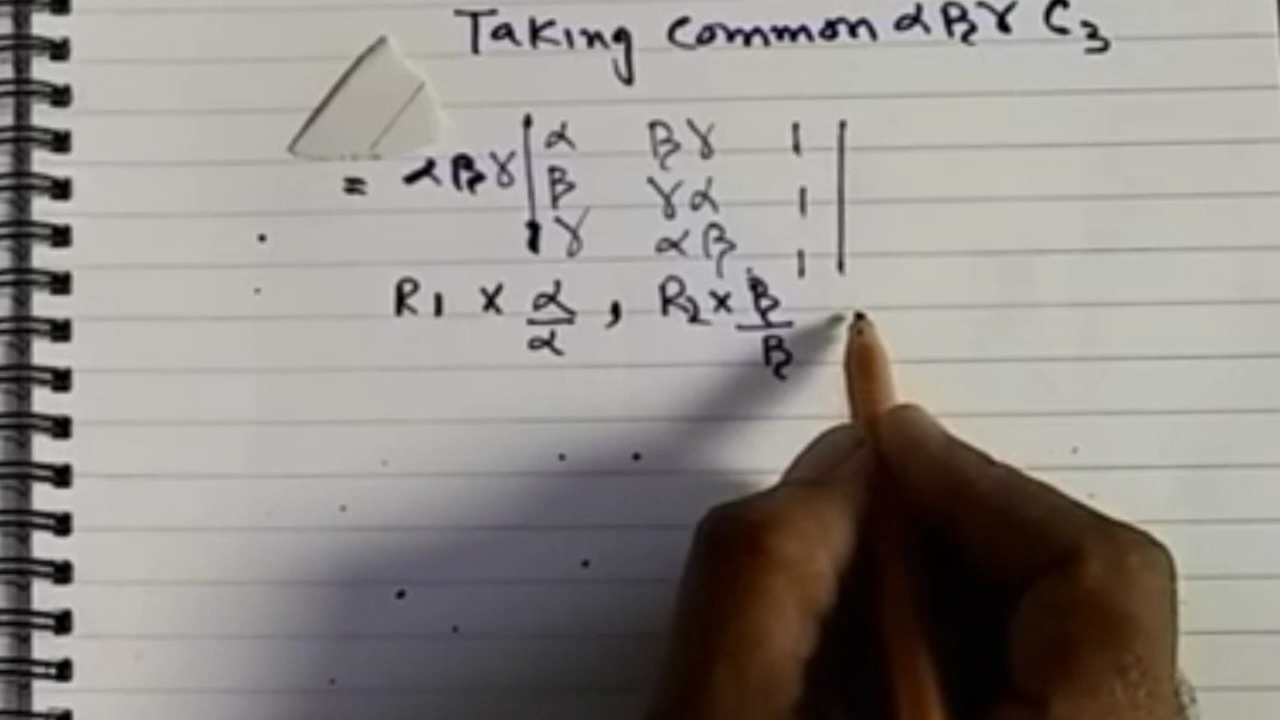 Taking Common αβγ C₃
= αβγ | α βγ 1 |
β γα 1
γ αβ 1
R₁ × α/α , R₂ × β/β